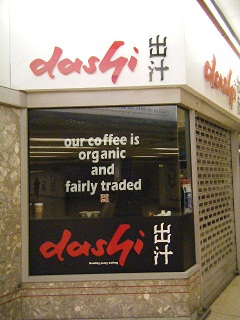 dashi 出汁
dashi
our coffee is
organic
and
fairly traded
dashi 出汁